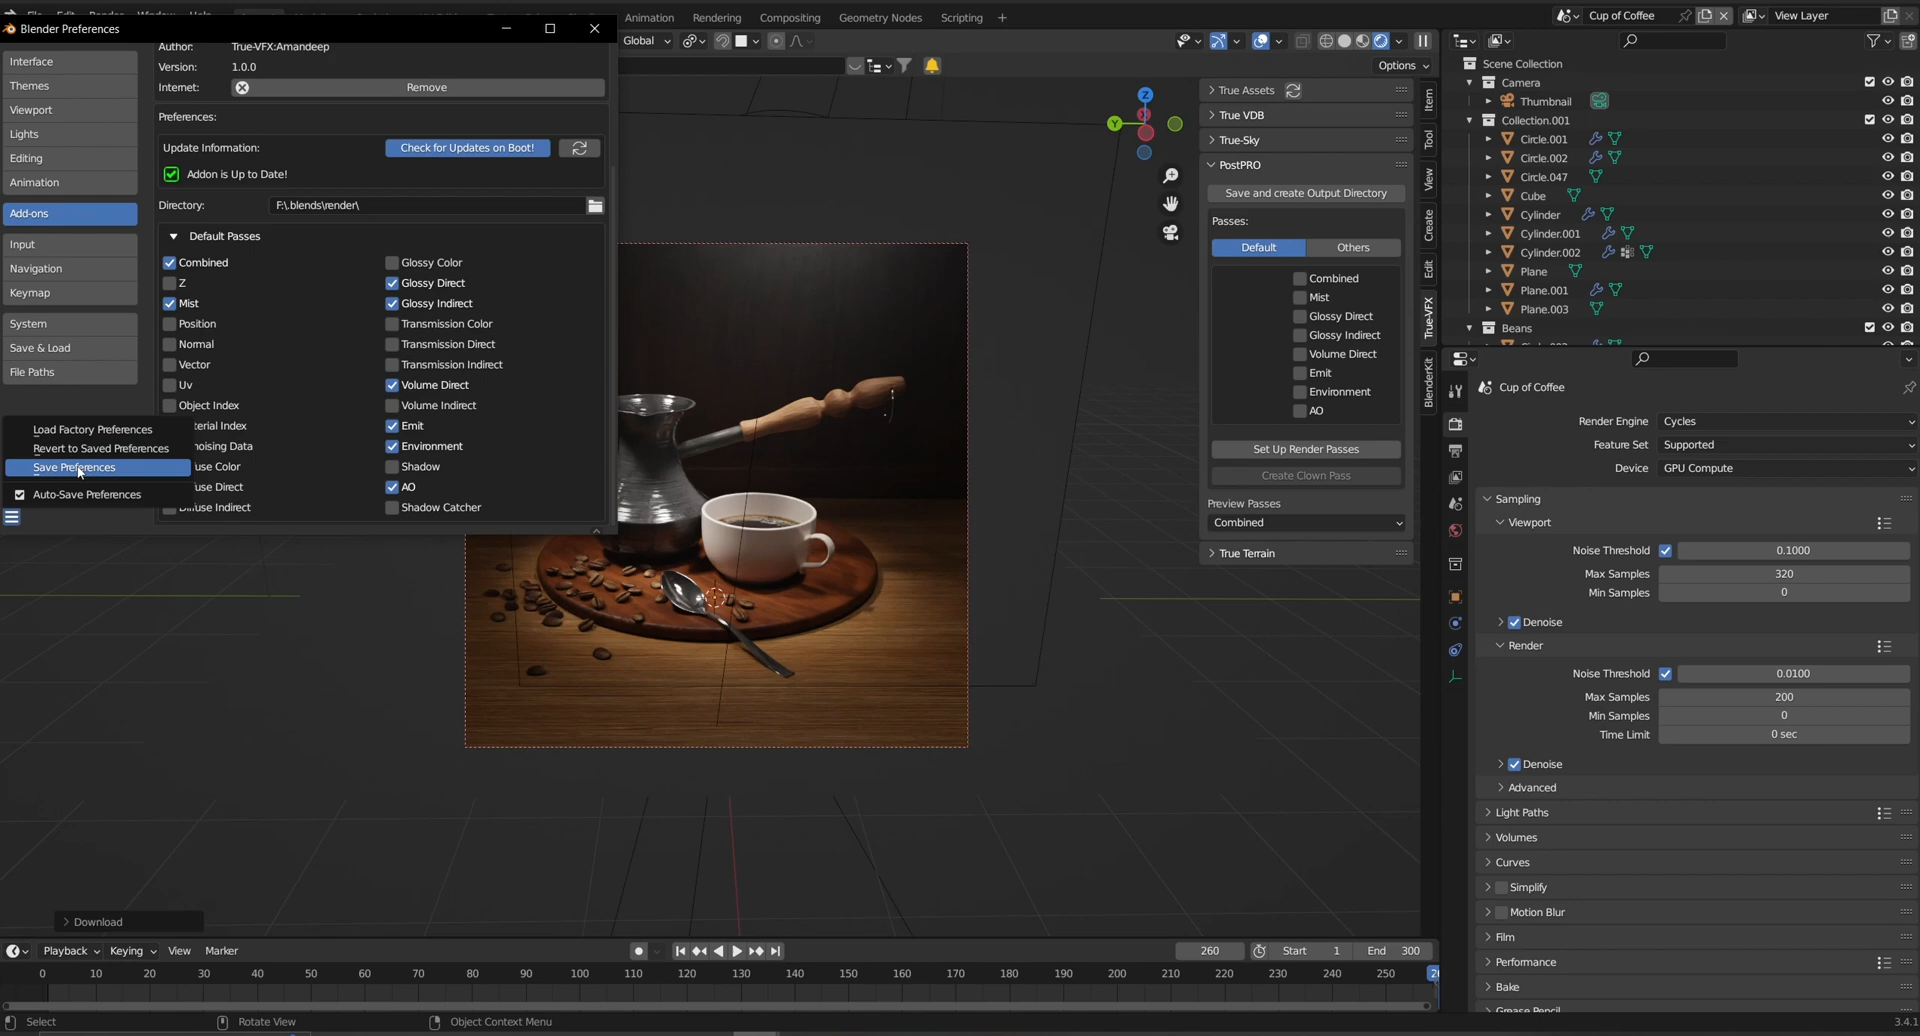 Animation Rendering Compositing Geometry Nodes Scripting +
Cup of Coffee
View Layer
Blender Preferences
Global
Options
Interface
Themes
Viewport
Lights
Editing
Animation
Add-ons
Input
Navigation
Keymap
System
Save & Load
File Paths
Load Factory Preferences
Revert to Saved Preferences
Save Preferences
Auto-Save Preferences
Author: True-VFX:Amandeep
Version: 1.0.0
Internet: Remove
Preferences:
Update Information: Check for Updates on Boot!
Addon is Up to Date!
Directory: F:\.blends\render\
Default Passes
Combined
Z
Mist
Position
Normal
Vector
Uv
Object Index
terial Index
noising Data
fuse Color
fuse Direct
Diffuse Indirect
Glossy Color
Glossy Direct
Glossy Indirect
Transmission Color
Transmission Direct
Transmission Indirect
Volume Direct
Volume Indirect
Emit
Environment
Shadow
AO
Shadow Catcher
Z
Y
True Assets
True VDB
True-Sky
PostPRO
Save and create Output Directory
Passes:
Default Others
Combined
Mist
Glossy Direct
Glossy Indirect
Volume Direct
Emit
Environment
AO
Set Up Render Passes
Create Clown Pass
Preview Passes
Combined
True Terrain
Item
Tool
View
Create
Edit
True-VFX
BlenderKit
Scene Collection
Camera
Thumbnail
Collection.001
Circle.001
Circle.002
Circle.047
Cube
Cylinder
Cylinder.001
Cylinder.002
Plane
Plane.001
Plane.003
Beans
Cup of Coffee
Render Engine Cycles
Feature Set Supported
Device GPU Compute
Sampling
Viewport
Noise Threshold 0.1000
Max Samples 320
Min Samples 0
Denoise
Render
Noise Threshold 0.0100
Max Samples 200
Min Samples 0
Time Limit 0 sec
Denoise
Advanced
Light Paths
Volumes
Curves
Simplify
Motion Blur
Film
Performance
Bake
Grease Pencil
Download
Playback Keying View Marker
260 Start 1 End 300
0 10 20 30 40 50 60 70 80 90 100 110 120 130 140 150 160 170 180 190 200 210 220 230 240 250
Select Rotate View Object Context Menu
3.4.1